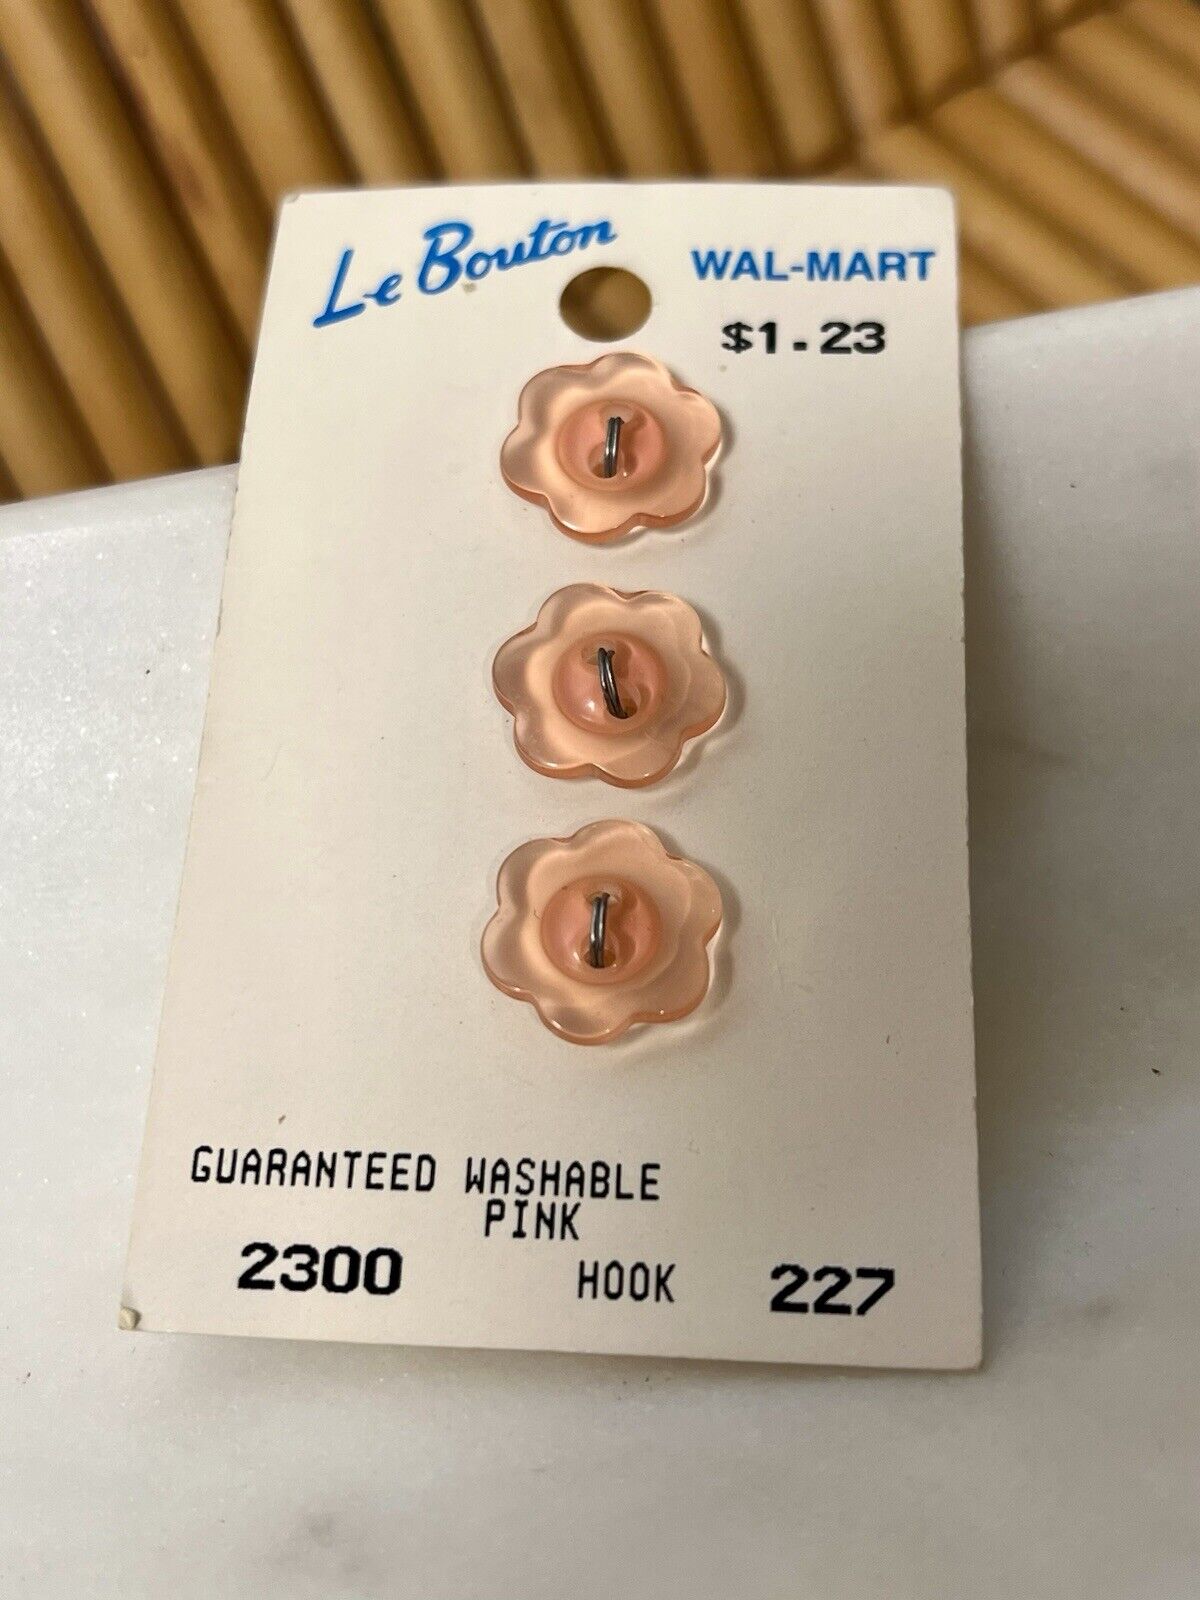 Le Bouton
WAL-MART
$1.23
GUARANTEED WASHABLE
PINK
2300 HOOK 227